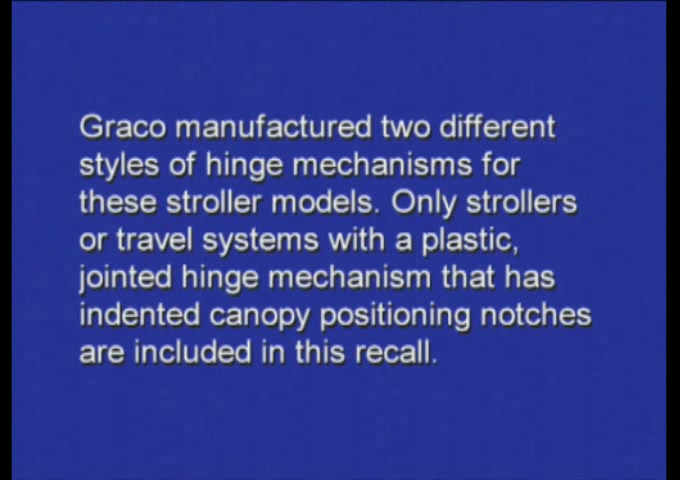 Graco manufactured two different
styles of hinge mechanisms for
these stroller models. Only strollers
or travel systems with a plastic,
jointed hinge mechanism that has
indented canopy positioning notches
are included in this recall.